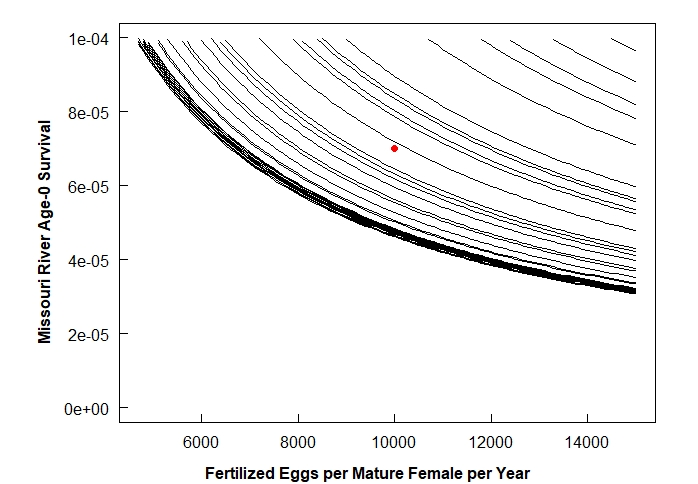 Missouri River Age-0 Survival
1e-04
8e-05
6e-05
4e-05
2e-05
0e+00
6000 8000 10000 12000 14000
Fertilized Eggs per Mature Female per Year